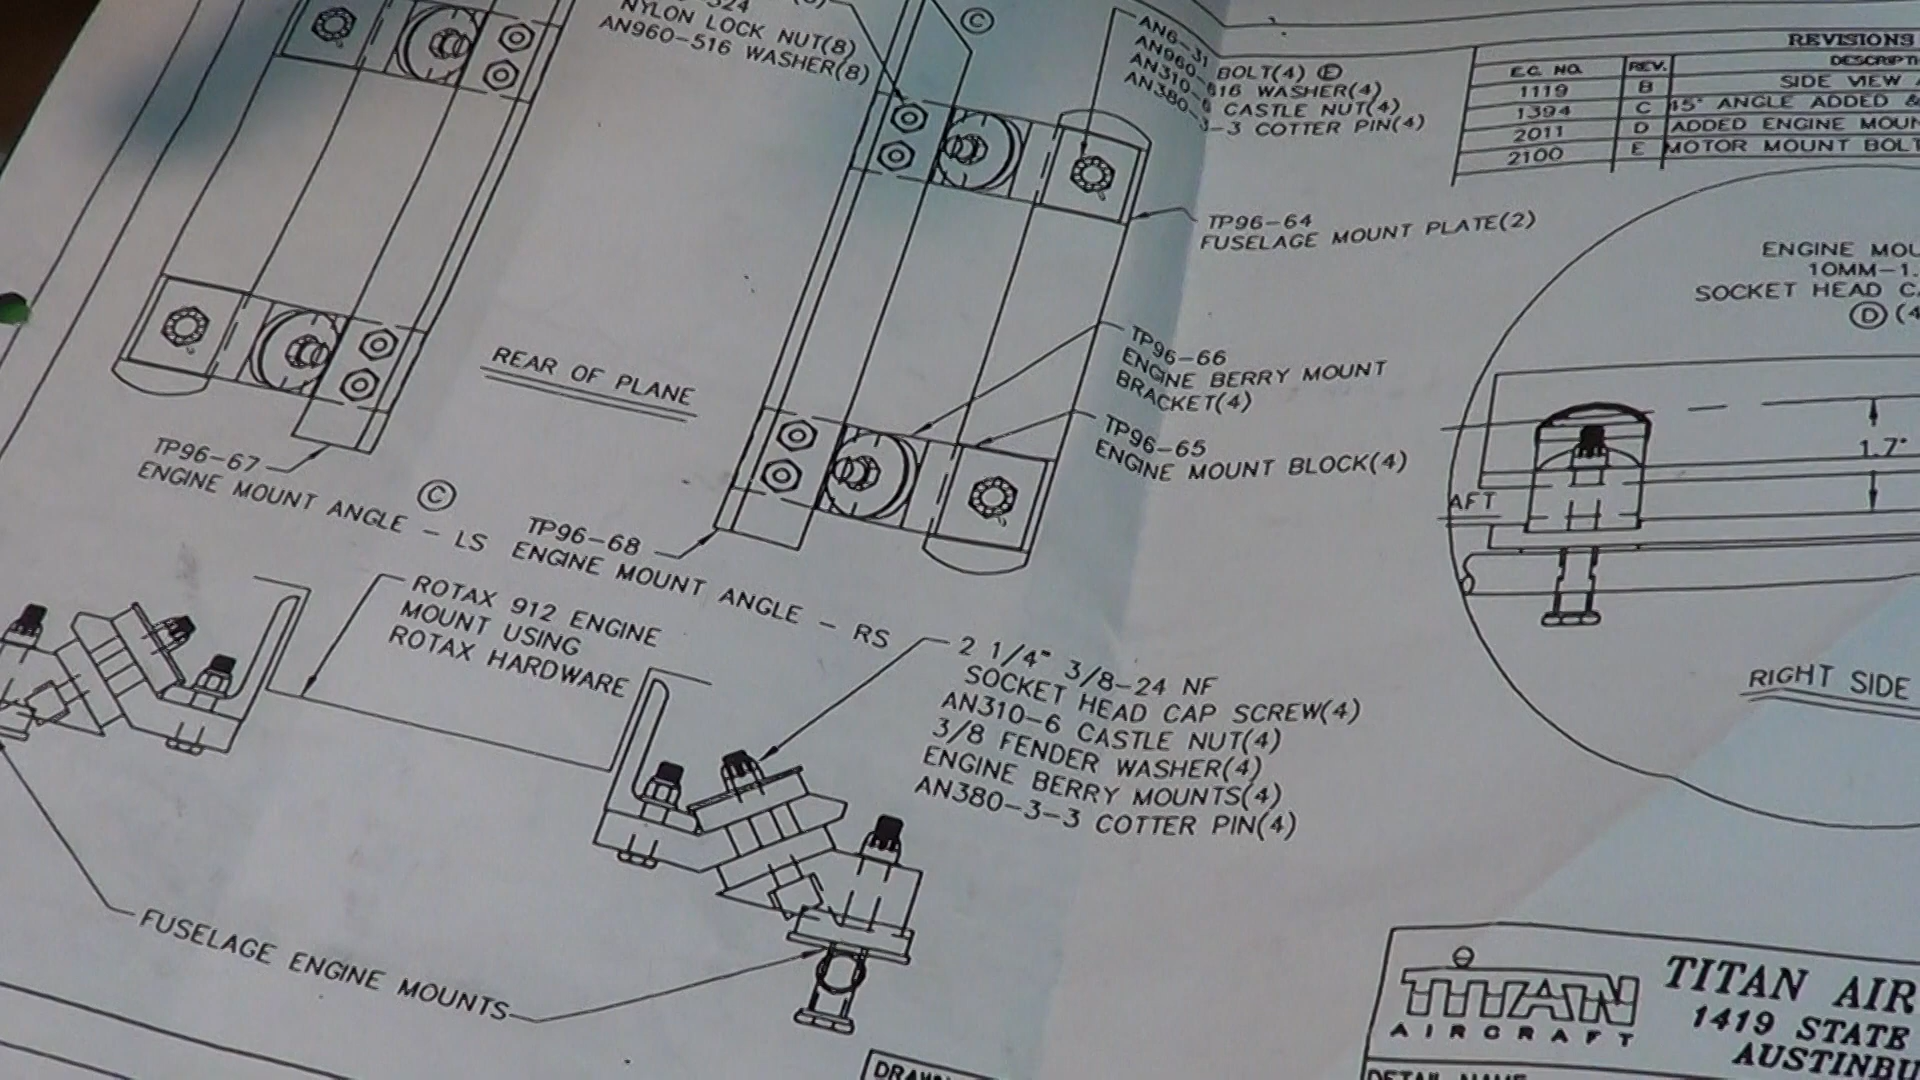 NYLON LOCK NUT(8)
AN960-516 WASHER(8)
C
AN6-31 BOLT(4) E
AN960-616 WASHER(4)
AN310-6 CASTLE NUT(4)
AN380-3-3 COTTER PIN(4)
REVISIONS
E.C. NO. REV.
1119 B SIDE VIEW
1394 C 45° ANGLE ADDED &
2011 D ADDED ENGINE
2100 E MOTOR MOUNT
TP96-64
FUSELAGE MOUNT PLATE(2)
ENGINE
10MM-1.
SOCKET HEAD
D (4
TP96-66
ENGINE BERRY MOUNT
BRACKET(4)
TP96-65
ENGINE MOUNT BLOCK(4)
REAR OF PLANE
1.7"
AFT
TP96-67
ENGINE MOUNT ANGLE - LS
C
TP96-68
ENGINE MOUNT ANGLE - RS
ROTAX 912 ENGINE
MOUNT USING
ROTAX HARDWARE
2 1/4" 3/8-24 NF
SOCKET HEAD CAP SCREW(4)
AN310-6 CASTLE NUT(4)
3/8 FENDER WASHER(4)
ENGINE BERRY MOUNTS(4)
AN380-3-3 COTTER PIN(4)
RIGHT SIDE
FUSELAGE ENGINE MOUNTS
TITAN
AIRCRAFT
TITAN AIR
1419 STATE
AUSTINBU
DETAIL NAME